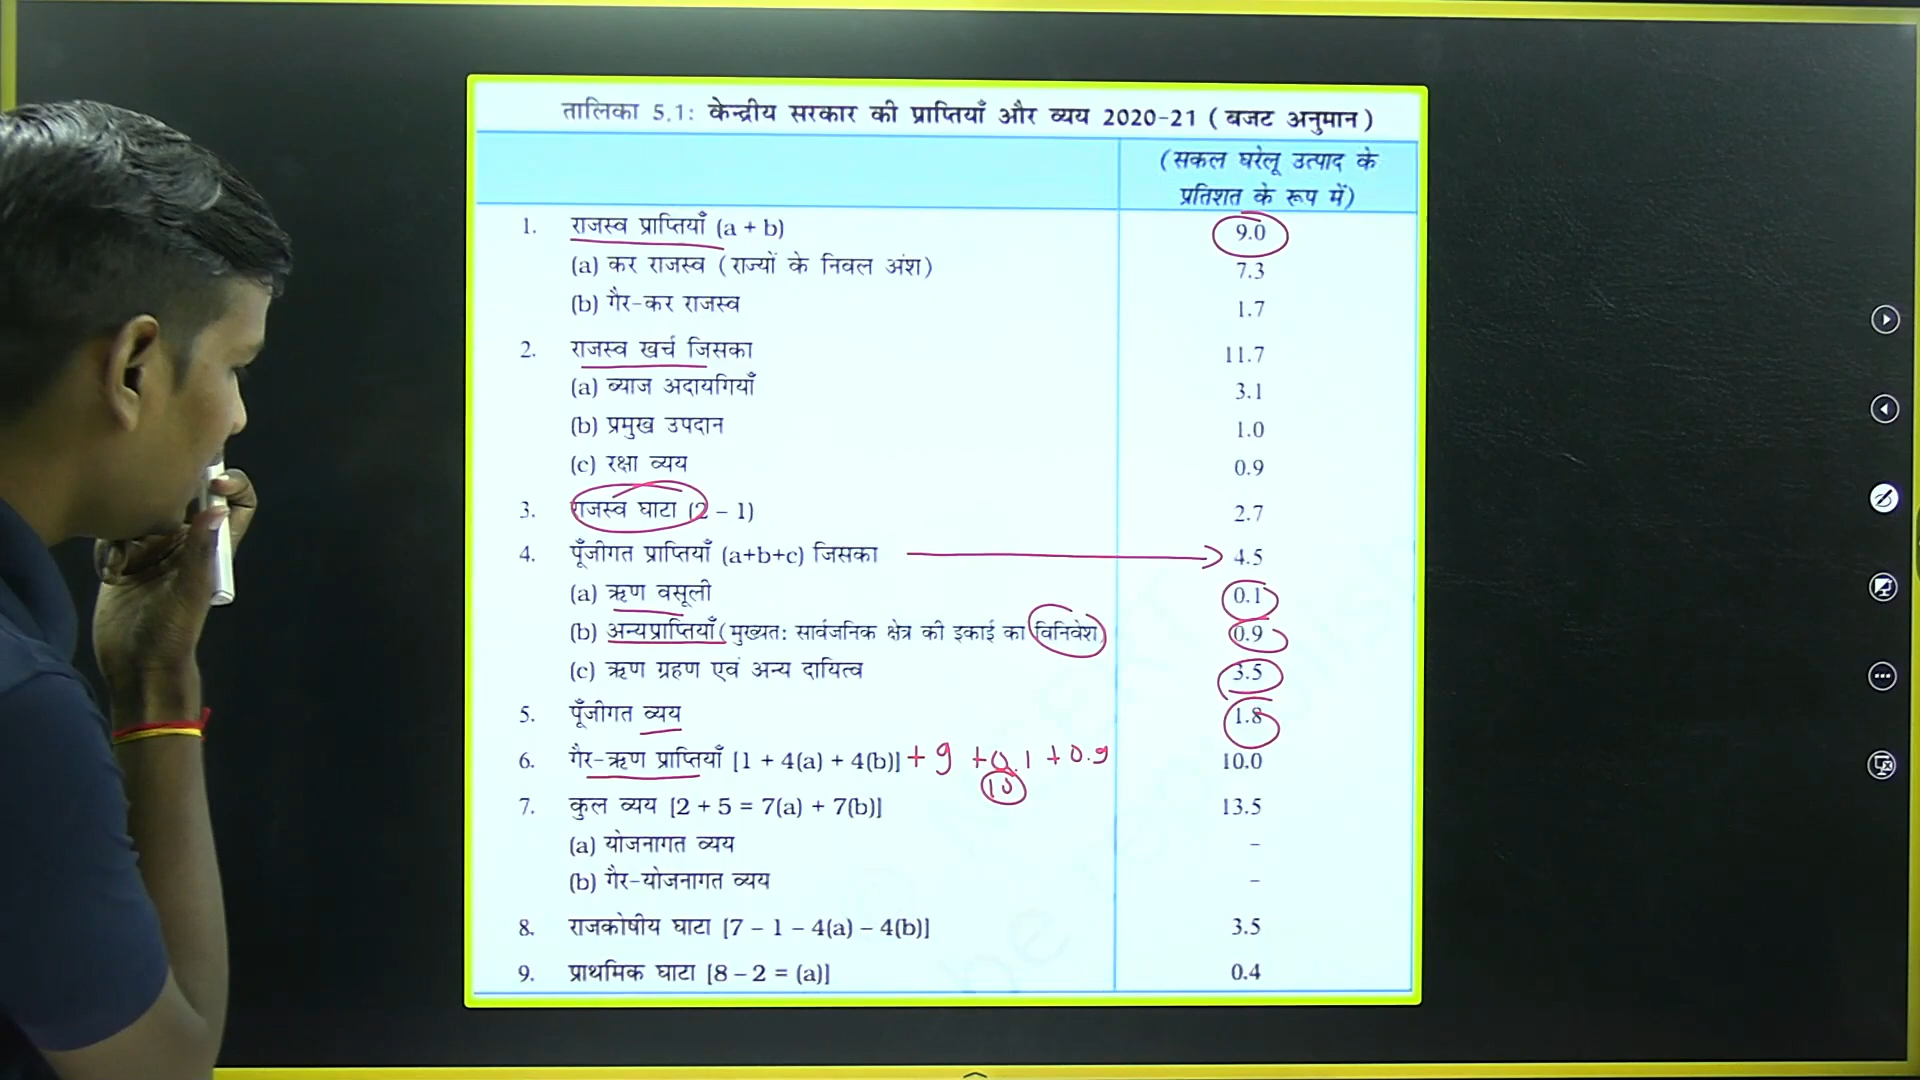 तालिका 5.1: केन्द्रीय सरकार की प्राप्तियाँ और व्यय 2020-21 ( बजट अनुमान )
(सकल घरेलू उत्पाद के
प्रतिशत के रूप में)
1. राजस्व प्राप्तियाँ (a + b) 9.0
(a) कर राजस्व (राज्यों के निवल अंश) 7.3
(b) गैर-कर राजस्व 1.7
2. राजस्व खर्च जिसका 11.7
(a) ब्याज अदायगियाँ 3.1
(b) प्रमुख उपदान 1.0
(c) रक्षा व्यय 0.9
3. राजस्व घाटा (2 – 1) 2.7
4. पूँजीगत प्राप्तियाँ (a+b+c) जिसका 4.5
(a) ऋण वसूली 0.1
(b) अन्यप्राप्तियाँ (मुख्यत: सार्वजनिक क्षेत्र की इकाई का विनिवेश) 0.9
(c) ऋण ग्रहण एवं अन्य दायित्व 3.5
5. पूँजीगत व्यय 1.8
6. गैर-ऋण प्राप्तियाँ [1 + 4(a) + 4(b)] + 9 + 0.1 + 0.9 10.0
10
7. कुल व्यय [2 + 5 = 7(a) + 7(b)] 13.5
(a) योजनागत व्यय –
(b) गैर-योजनागत व्यय –
8. राजकोषीय घाटा [7 – 1 – 4(a) – 4(b)] 3.5
9. प्राथमिक घाटा [8 – 2 = (a)] 0.4